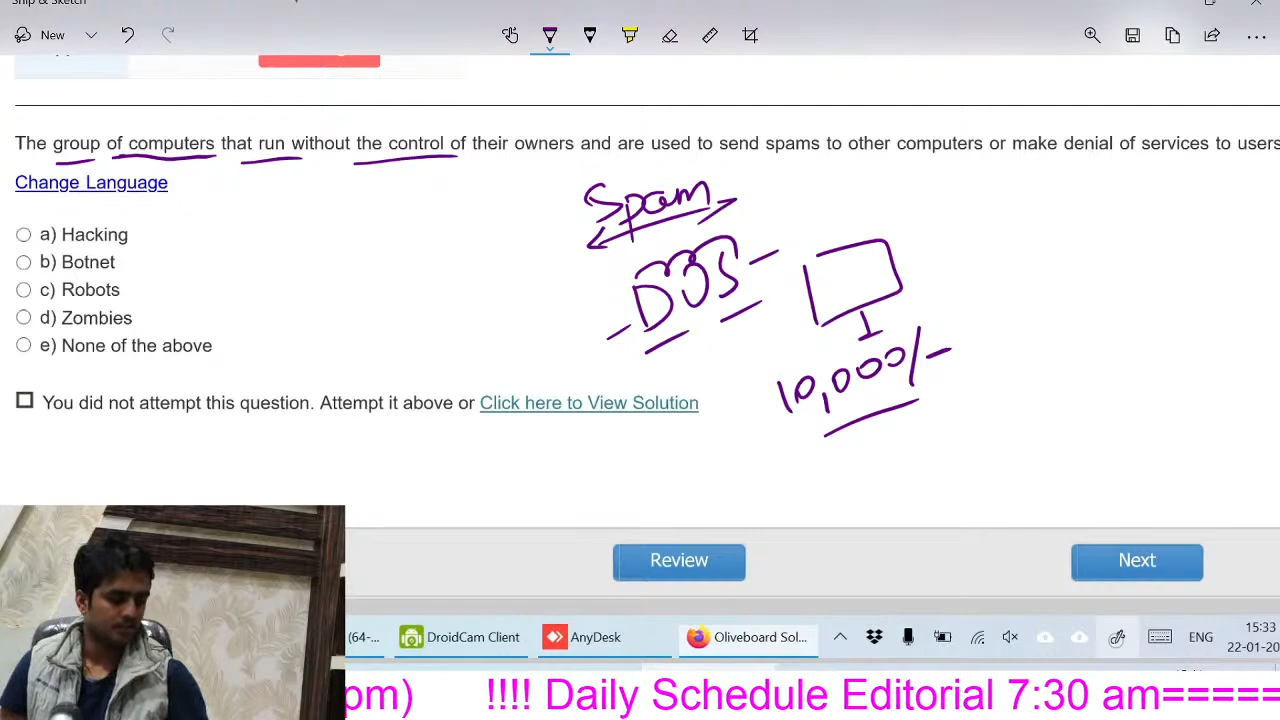 Snip & Sketch
New
The group of computers that run without the control of their owners and are used to send spams to other computers or make denial of services to users
Change Language
Spam
a) Hacking
b) Botnet
DOS
c) Robots
d) Zombies
e) None of the above
10,000/-
You did not attempt this question. Attempt it above or Click here to View Solution
Review
Next
(64-...
DroidCam Client
AnyDesk
Oliveboard Sol...
ENG
15:33
22-01-20
pm) !!!! Daily Schedule Editorial 7:30 am=====